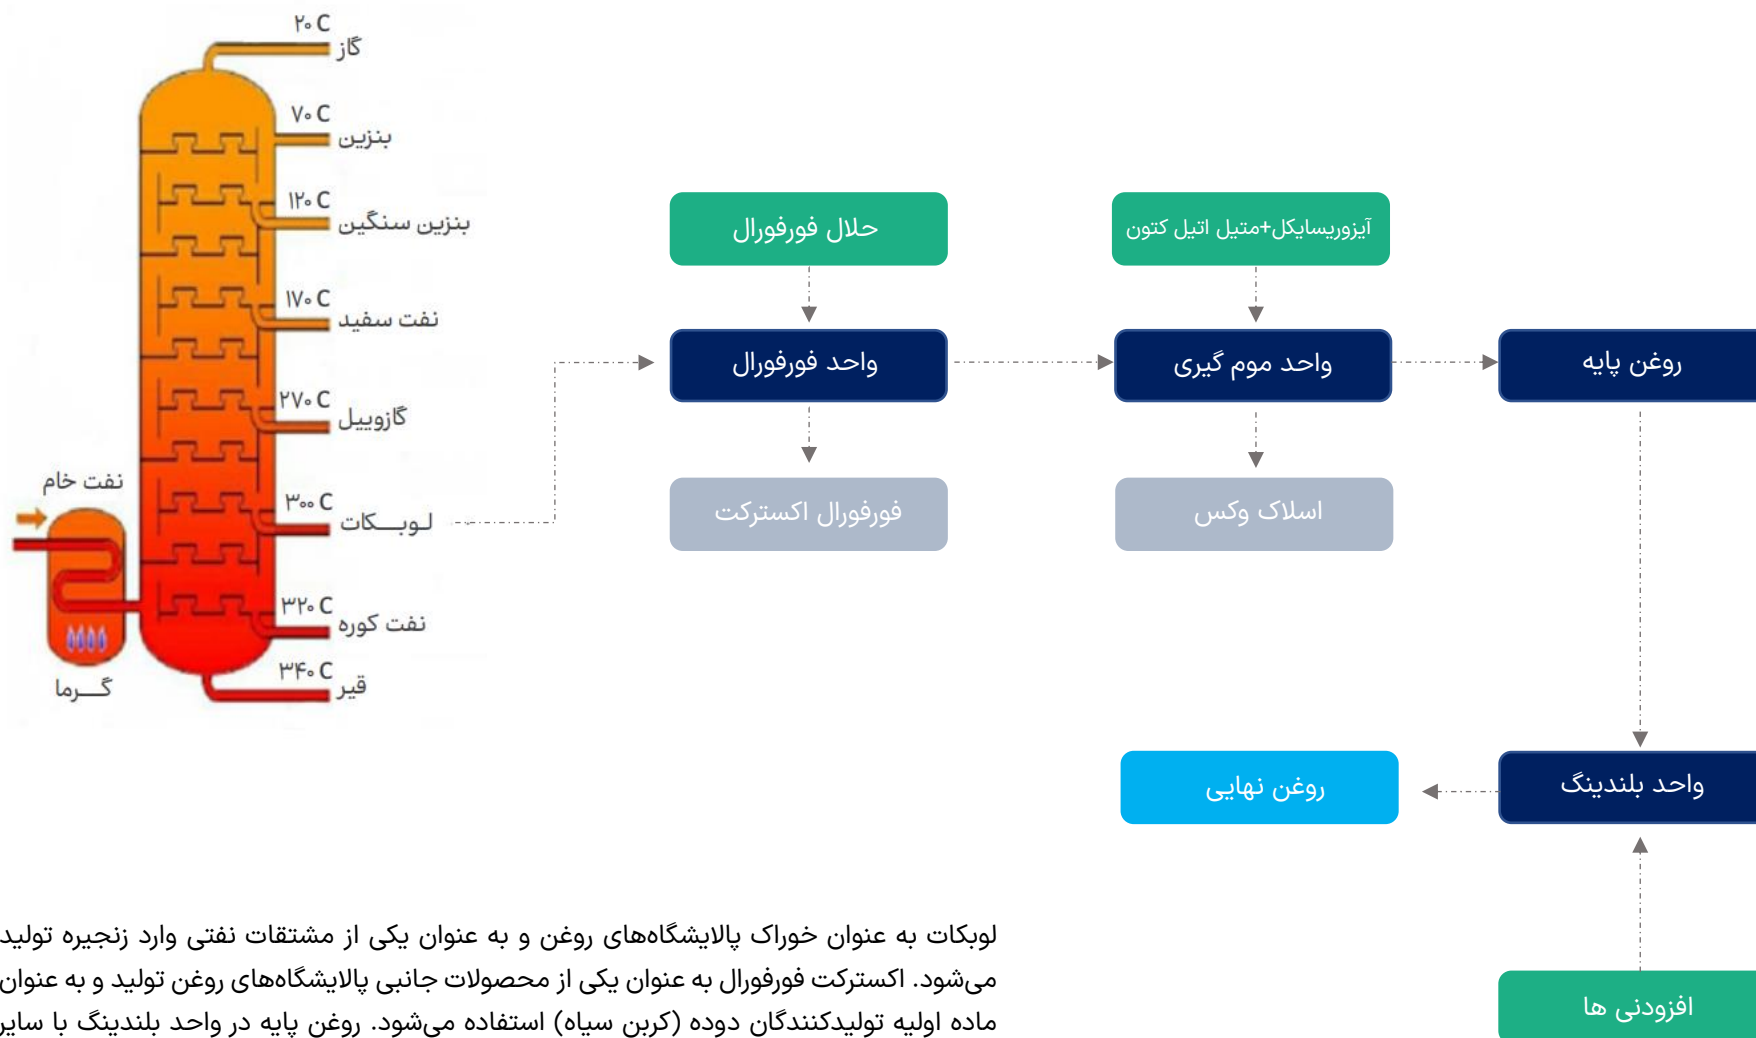 ۲۰ C
گاز
۷۰ C
بنزین
۱۲۰ C
بنزین سنگین
۱۷۰ C
نفت سفید
۲۷۰ C
گازوییل
۳۰۰ C
لـوبــکات
۳۲۰ C
نفت کوره
۳۴۰ C
قیر
نفت خام
گــرما
حلال فورفورال
آیزوریسایکل+متیل اتیل کتون
واحد فورفورال
واحد موم گیری
روغن پایه
فورفورال اکسترکت
اسلاک وکس
واحد بلندینگ
روغن نهایی
افزودنی ها
لوبکات به عنوان خوراک پالایشگاه‌های روغن و به عنوان یکی از مشتقات نفتی وارد زنجیره تولید
می‌شود. اکسترکت فورفورال به عنوان یکی از محصولات جانبی پالایشگاه‌های روغن تولید و به عنوان
ماده اولیه تولیدکنندگان دوده (کربن سیاه) استفاده می‌شود. روغن پایه در واحد بلندینگ با سایر